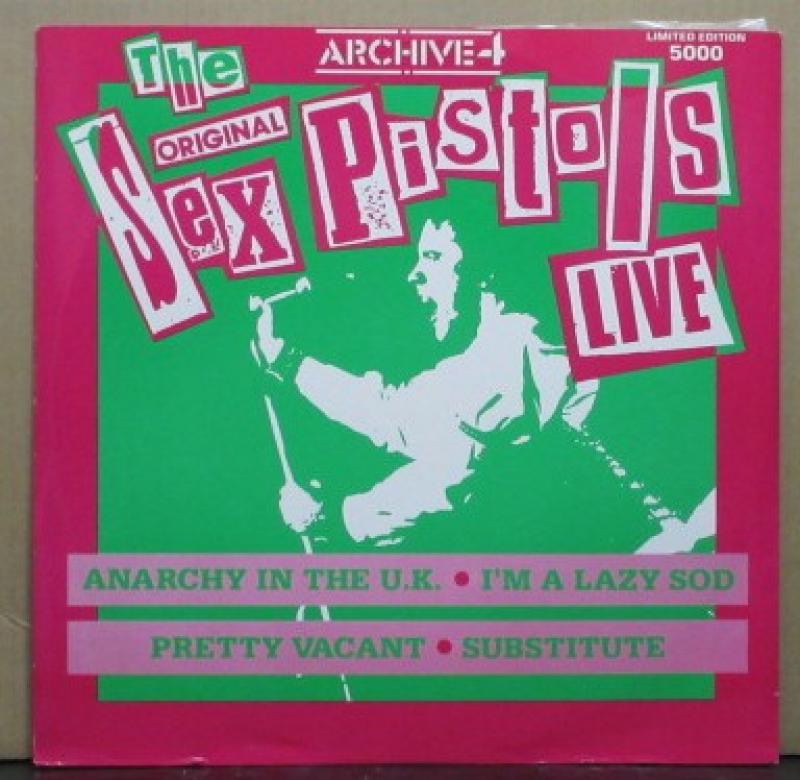 ARCHIVE 4
LIMITED EDITION
5000
The
ORIGINAL
Sex Pistols
LIVE
ANARCHY IN THE U.K. • I'M A LAZY SOD
PRETTY VACANT • SUBSTITUTE